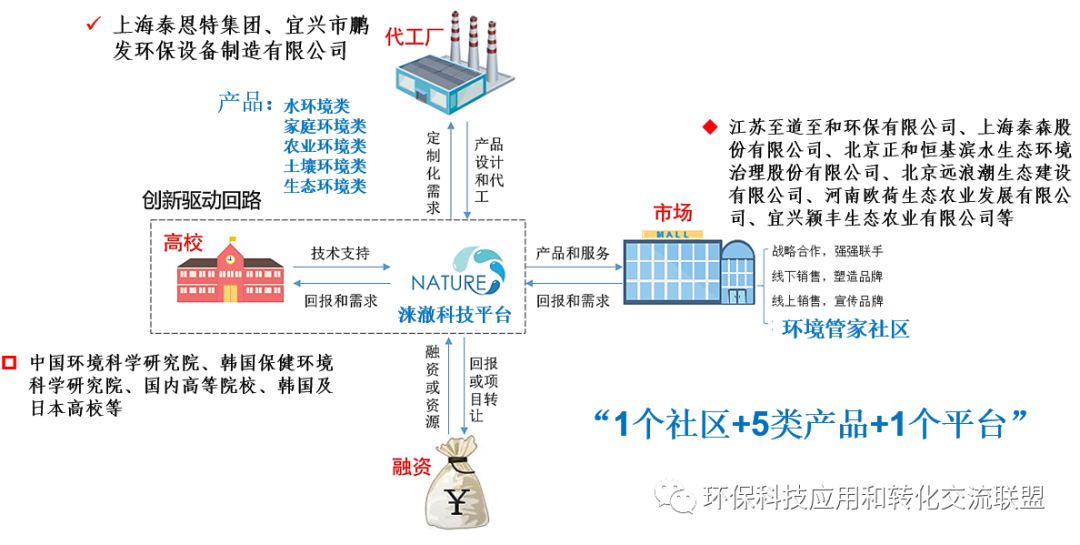 上海泰恩特集团、宜兴市鹏
发环保设备制造有限公司
代工厂
产品：水环境类
家庭环境类
农业环境类
土壤环境类
生态环境类
定制化需求
产品设计和代工
江苏至道至和环保有限公司、上海泰森股
份有限公司、北京正和恒基滨水生态环境
治理股份有限公司、北京远浪潮生态建设
有限公司、河南欧荷生态农业发展有限公
司、宜兴颖丰生态农业有限公司等
创新驱动回路
高校
技术支持
回报和需求
NATURE
涞澈科技平台
产品和服务
回报和需求
市场
MALL
战略合作，强强联手
线下销售，塑造品牌
线上销售，宣传品牌
环境管家社区
中国环境科学研究院、韩国保健环境
科学研究院、国内高等院校、韩国及
日本高校等
融资或资源
回报或项目转让
融资
¥
“1个社区+5类产品+1个平台”
环保科技应用和转化交流联盟